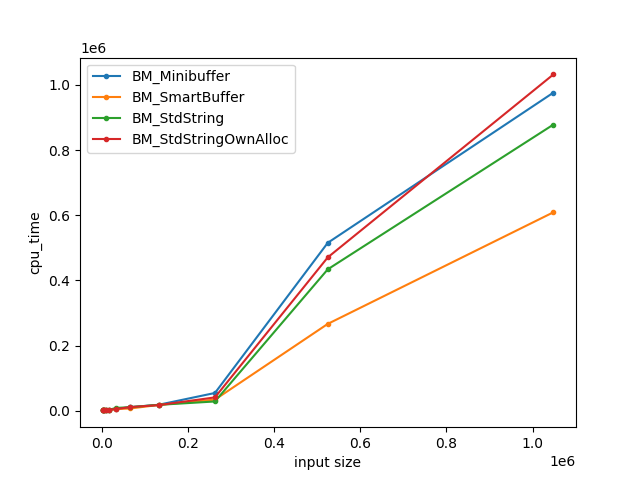 1e6
BM_Minibuffer
BM_SmartBuffer
BM_StdString
BM_StdStringOwnAlloc
cpu_time
1.0
0.8
0.6
0.4
0.2
0.0
0.0 0.2 0.4 0.6 0.8 1.0
input size
1e6